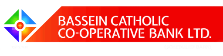 BASSEIN CATHOLIC
CO-OPERATIVE BANK LTD.